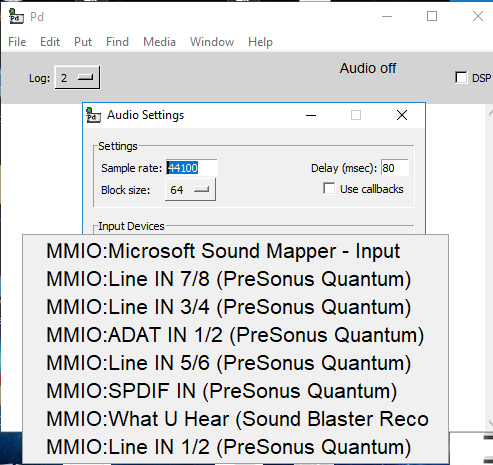 Pd
File Edit Put Find Media Window Help
Audio off
Log: 2 DSP
Audio Settings
Settings
Sample rate: 44100 Delay (msec): 80
Block size: 64 Use callbacks
Input Devices
MMIO:Microsoft Sound Mapper - Input
MMIO:Line IN 7/8 (PreSonus Quantum)
MMIO:Line IN 3/4 (PreSonus Quantum)
MMIO:ADAT IN 1/2 (PreSonus Quantum)
MMIO:Line IN 5/6 (PreSonus Quantum)
MMIO:SPDIF IN (PreSonus Quantum)
MMIO:What U Hear (Sound Blaster Reco
MMIO:Line IN 1/2 (PreSonus Quantum)